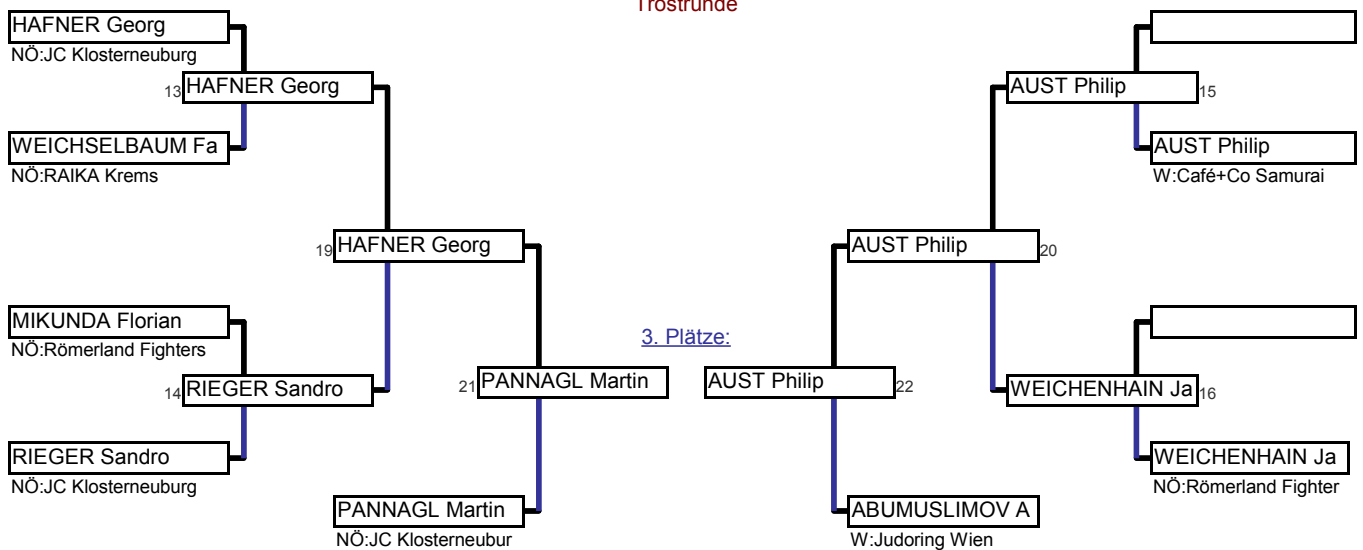 Trostrunde
HAFNER Georg
NÖ:JC Klosterneuburg
13 HAFNER Georg
WEICHSELBAUM Fa
NÖ:RAIKA Krems
19 HAFNER Georg
MIKUNDA Florian
NÖ:Römerland Fighters
14 RIEGER Sandro
RIEGER Sandro
NÖ:JC Klosterneuburg
21 PANNAGL Martin
PANNAGL Martin
NÖ:JC Klosterneubur
3. Plätze:
AUST Philip 15
AUST Philip
W:Café+Co Samurai
AUST Philip 20
AUST Philip 22
WEICHENHAIN Ja 16
WEICHENHAIN Ja
NÖ:Römerland Fighter
ABUMUSLIMOV A
W:Judoring Wien